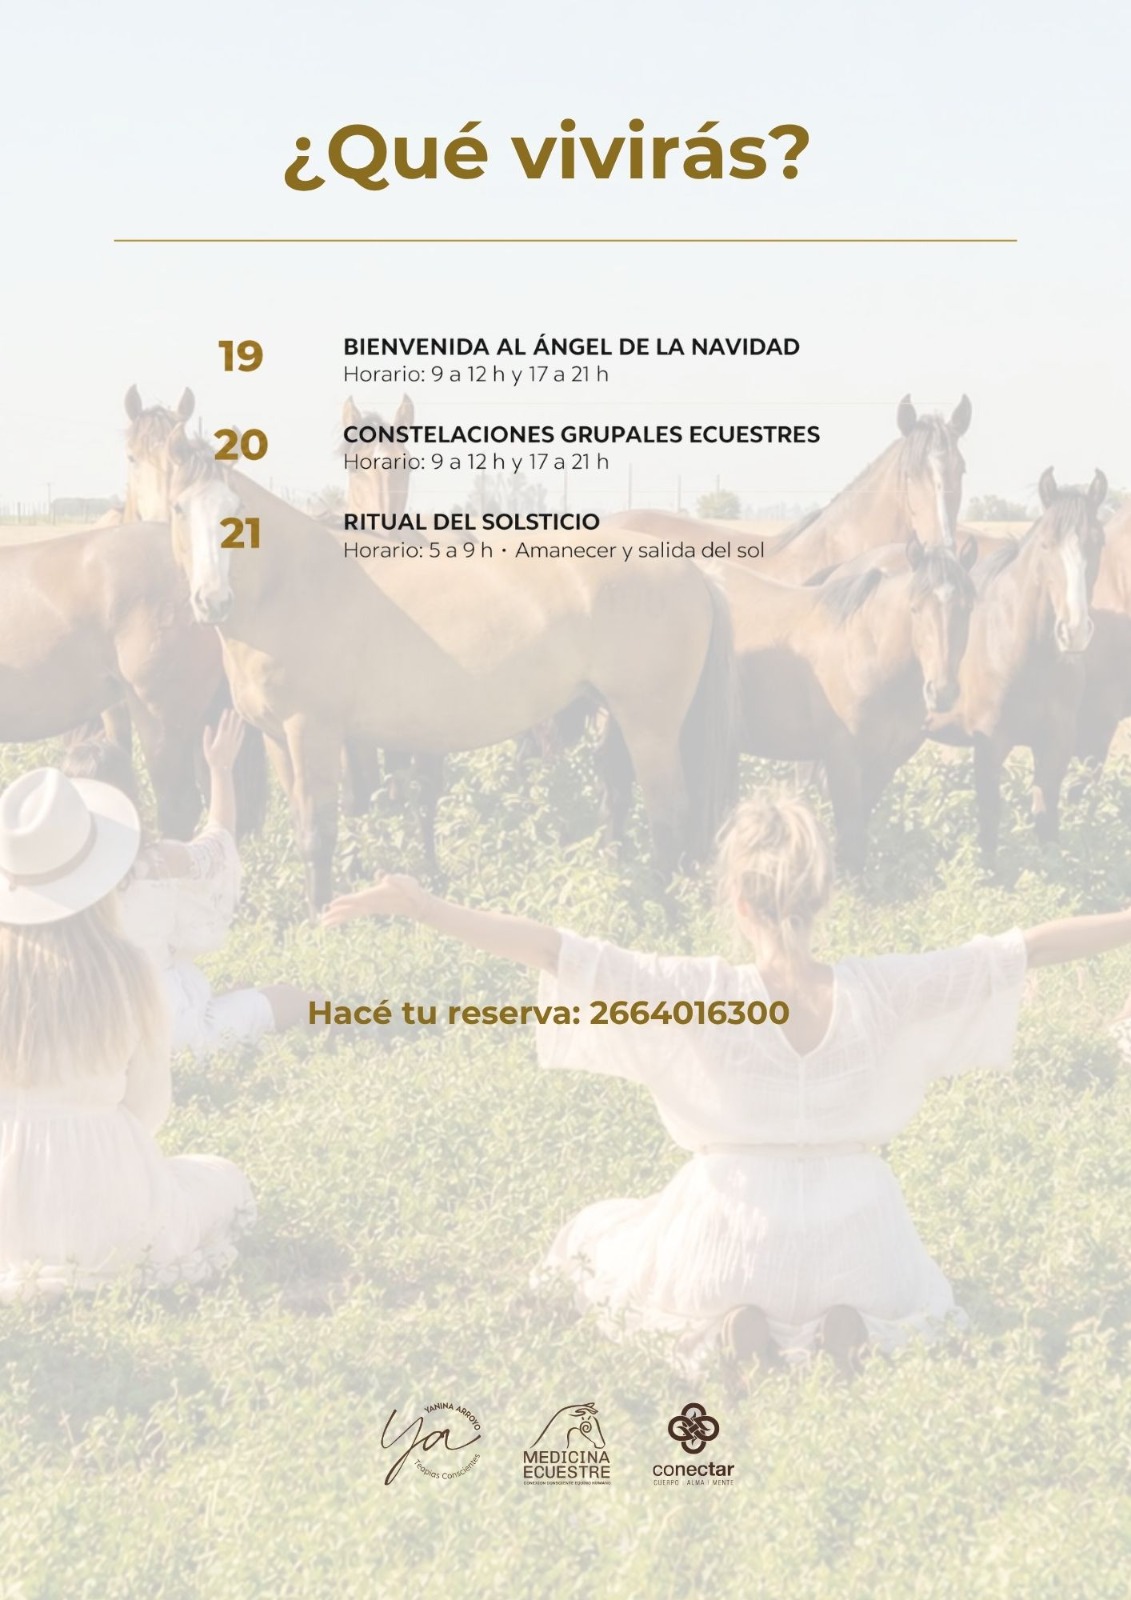 ¿Qué vivirás?
19
BIENVENIDA AL ÁNGEL DE LA NAVIDAD
Horario: 9 a 12 h y 17 a 21 h
20
CONSTELACIONES GRUPALES ECUESTRES
Horario: 9 a 12 h y 17 a 21 h
21
RITUAL DEL SOLSTICIO
Horario: 5 a 9 h · Amanecer y salida del sol
Hacé tu reserva: 2664016300
YANINA ARROYO
ya
Terapias Conscientes
MEDICINA
ECUESTRE
conectar
CUERPO | ALMA | MENTE